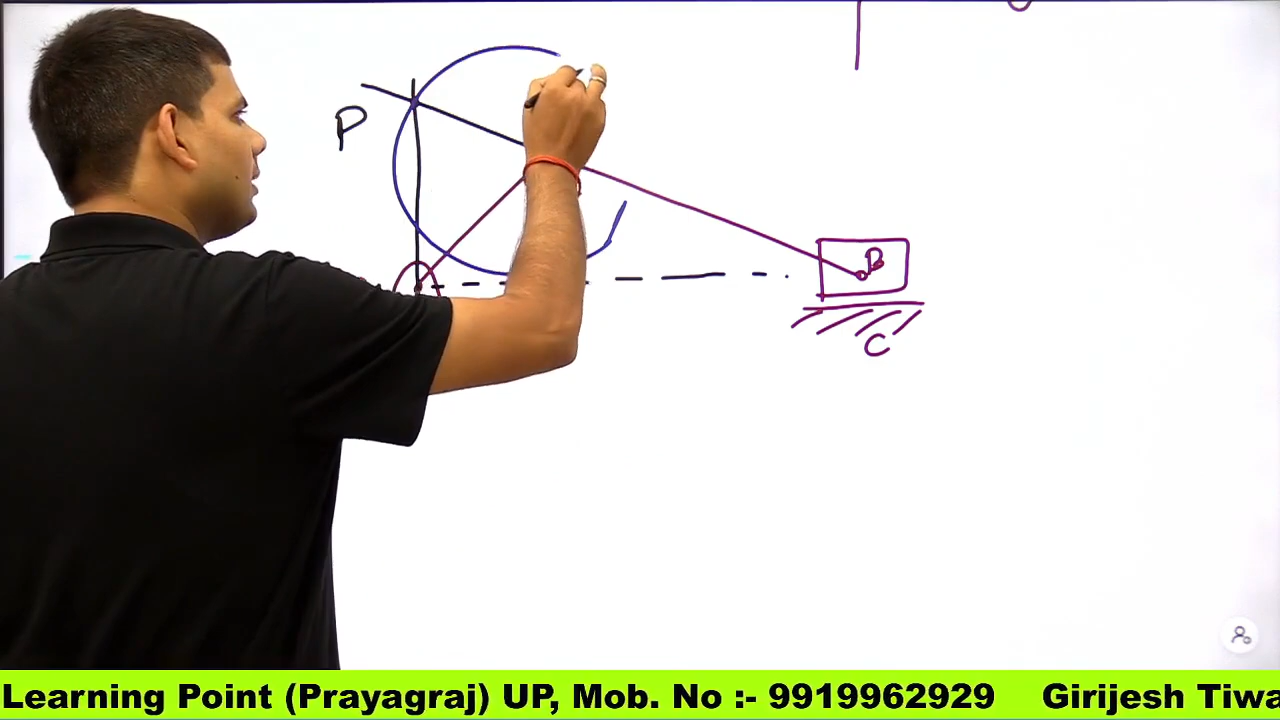 P
B
C
Learning Point (Prayagraj) UP, Mob. No :- 9919962929 Girijesh Tiwa